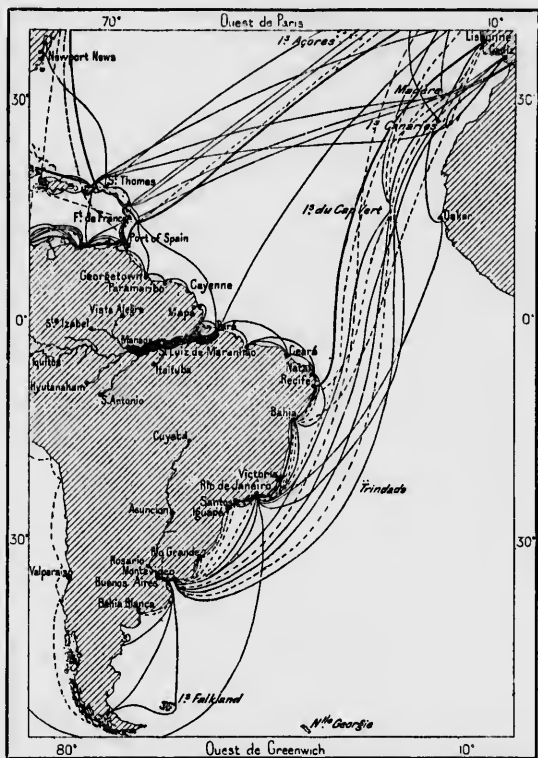 70° Ouest de Paris 10°
Lisbonne
Cadiz
Newport News
Is Açores
Madère
30° 30°
Is Canaries
St. Thomas
Ft. de France
Is du Cap Vert
Dakar
Port of Spain
Georgetown
Paramaribo
Cayenne
Vista Alegre
Mapa
0° Sta Izabel Pará 0°
Manaos
S. Luiz de Maranhão
Ceará
Iquitos
Itaituba
Natal
Hyutanaham
Recife
S. Antonio
Bahia
Cuyabá
Victoria
Rio de Janeiro
Trindade
Santos
Iguape
Asuncion
30° 30°
Rio Grande
Rosario
Valparaiso
Montevideo
Buenos Aires
Bahia Blanca
Is Falkland
Nlle Georgie
80° Ouest de Greenwich 10°